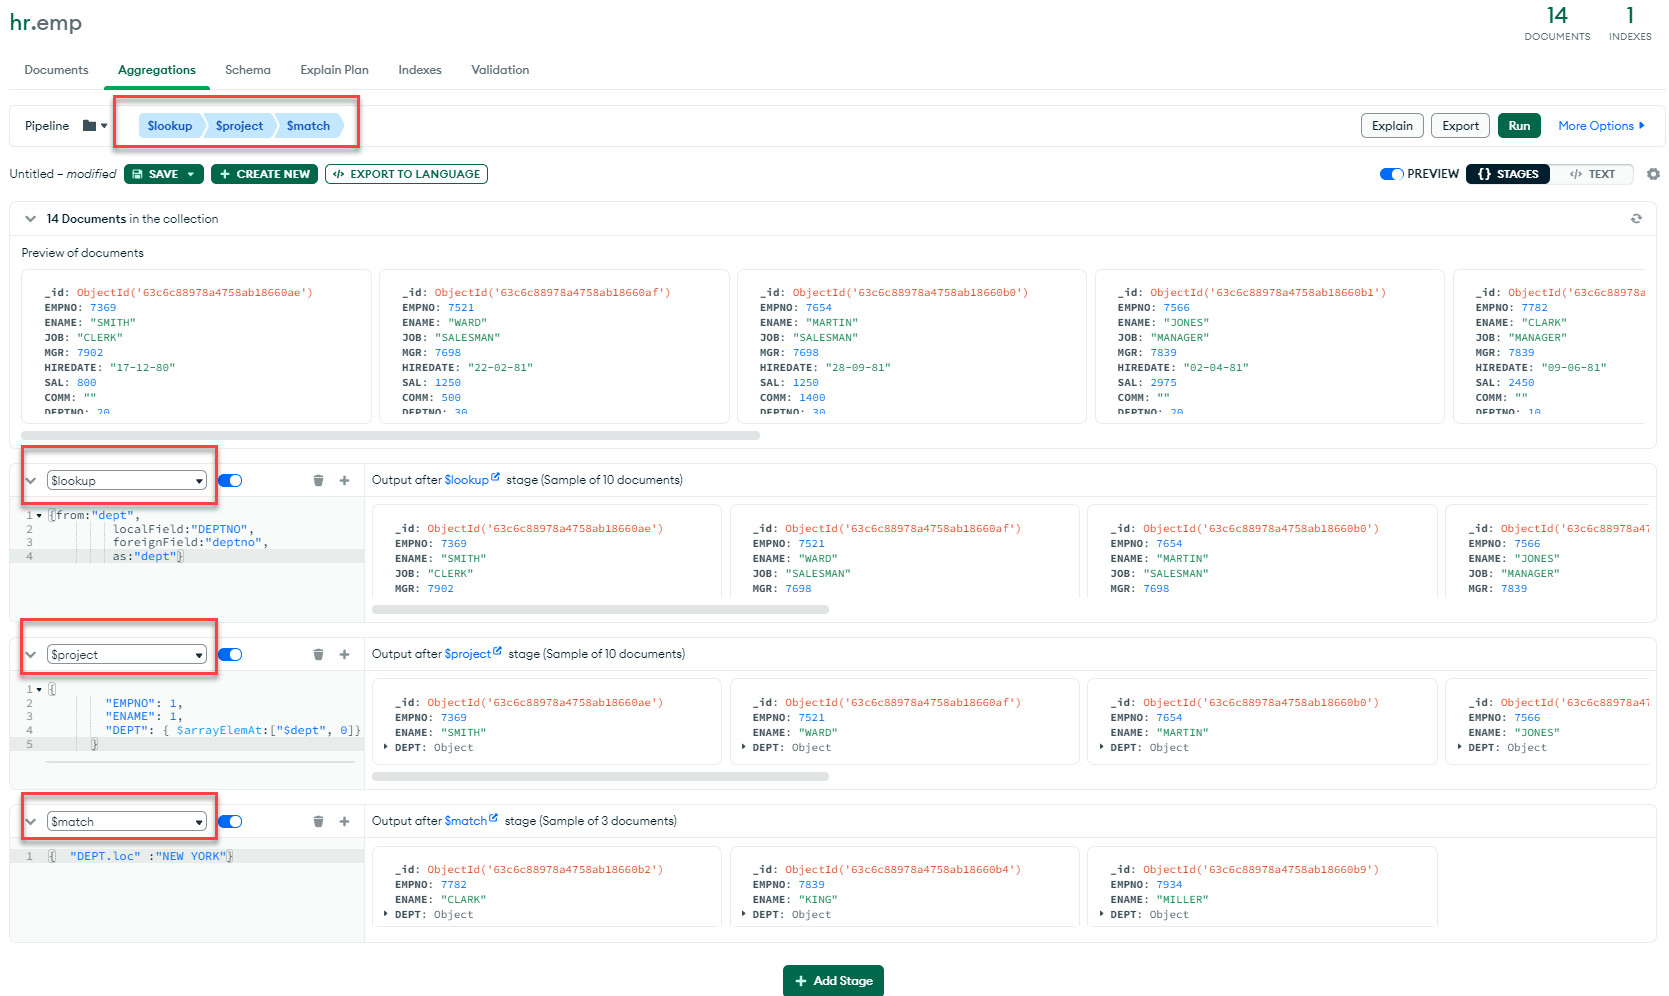 hr.emp
14
DOCUMENTS
1
INDEXES
Documents
Aggregations
Schema
Explain Plan
Indexes
Validation
Pipeline
$lookup
$project
$match
Explain
Export
Run
More Options
Untitled – modified
SAVE
+ CREATE NEW
</> EXPORT TO LANGUAGE
PREVIEW
{} STAGES
</> TEXT
14 Documents in the collection
Preview of documents
_id: ObjectId('63c6c88978a4758ab18660ae')
EMPNO: 7369
ENAME: "SMITH"
JOB: "CLERK"
MGR: 7902
HIREDATE: "17-12-80"
SAL: 800
COMM: ""
DEPTNO: 20
_id: ObjectId('63c6c88978a4758ab18660af')
EMPNO: 7521
ENAME: "WARD"
JOB: "SALESMAN"
MGR: 7698
HIREDATE: "22-02-81"
SAL: 1250
COMM: 500
DEPTNO: 30
_id: ObjectId('63c6c88978a4758ab18660b0')
EMPNO: 7654
ENAME: "MARTIN"
JOB: "SALESMAN"
MGR: 7698
HIREDATE: "28-09-81"
SAL: 1250
COMM: 1400
DEPTNO: 30
_id: ObjectId('63c6c88978a4758ab18660b1')
EMPNO: 7566
ENAME: "JONES"
JOB: "MANAGER"
MGR: 7839
HIREDATE: "02-04-81"
SAL: 2975
COMM: ""
DEPTNO: 20
_id: ObjectId('63c6c88978a4758ab18660
EMPNO: 7782
ENAME: "CLARK"
JOB: "MANAGER"
MGR: 7839
HIREDATE: "09-06-81"
SAL: 2450
COMM: ""
DEPTNO: 10
$lookup
Output after $lookup stage (Sample of 10 documents)
1 {from:"dept",
2 localField:"DEPTNO",
3 foreignField:"deptno",
4 as:"dept"}
_id: ObjectId('63c6c88978a4758ab18660ae')
EMPNO: 7369
ENAME: "SMITH"
JOB: "CLERK"
MGR: 7902
_id: ObjectId('63c6c88978a4758ab18660af')
EMPNO: 7521
ENAME: "WARD"
JOB: "SALESMAN"
MGR: 7698
_id: ObjectId('63c6c88978a4758ab18660b0')
EMPNO: 7654
ENAME: "MARTIN"
JOB: "SALESMAN"
MGR: 7698
_id: ObjectId('63c6c88978a47
EMPNO: 7566
ENAME: "JONES"
JOB: "MANAGER"
MGR: 7839
$project
Output after $project stage (Sample of 10 documents)
1 {
2 "EMPNO": 1,
3 "ENAME": 1,
4 "DEPT": { $arrayElemAt:["$dept", 0]}
5 }
_id: ObjectId('63c6c88978a4758ab18660ae')
EMPNO: 7369
ENAME: "SMITH"
DEPT: Object
_id: ObjectId('63c6c88978a4758ab18660af')
EMPNO: 7521
ENAME: "WARD"
DEPT: Object
_id: ObjectId('63c6c88978a4758ab18660b0')
EMPNO: 7654
ENAME: "MARTIN"
DEPT: Object
_id: ObjectId('63c6c88978a47
EMPNO: 7566
ENAME: "JONES"
DEPT: Object
$match
Output after $match stage (Sample of 3 documents)
1 { "DEPT.loc" :"NEW YORK"}
_id: ObjectId('63c6c88978a4758ab18660b2')
EMPNO: 7782
ENAME: "CLARK"
DEPT: Object
_id: ObjectId('63c6c88978a4758ab18660b4')
EMPNO: 7839
ENAME: "KING"
DEPT: Object
_id: ObjectId('63c6c88978a4758ab18660b9')
EMPNO: 7934
ENAME: "MILLER"
DEPT: Object
+ Add Stage